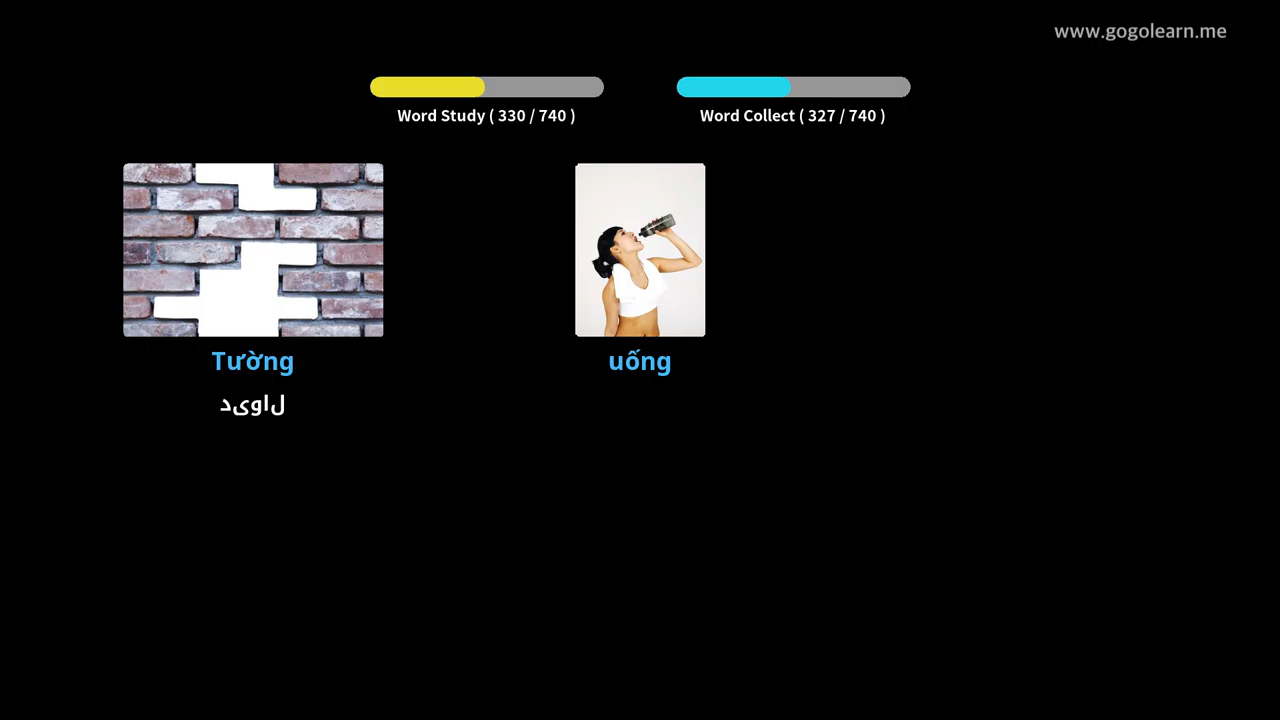 www.gogolearn.me
Word Study ( 330 / 740 )
Word Collect ( 327 / 740 )
Tường
uống
دیوال